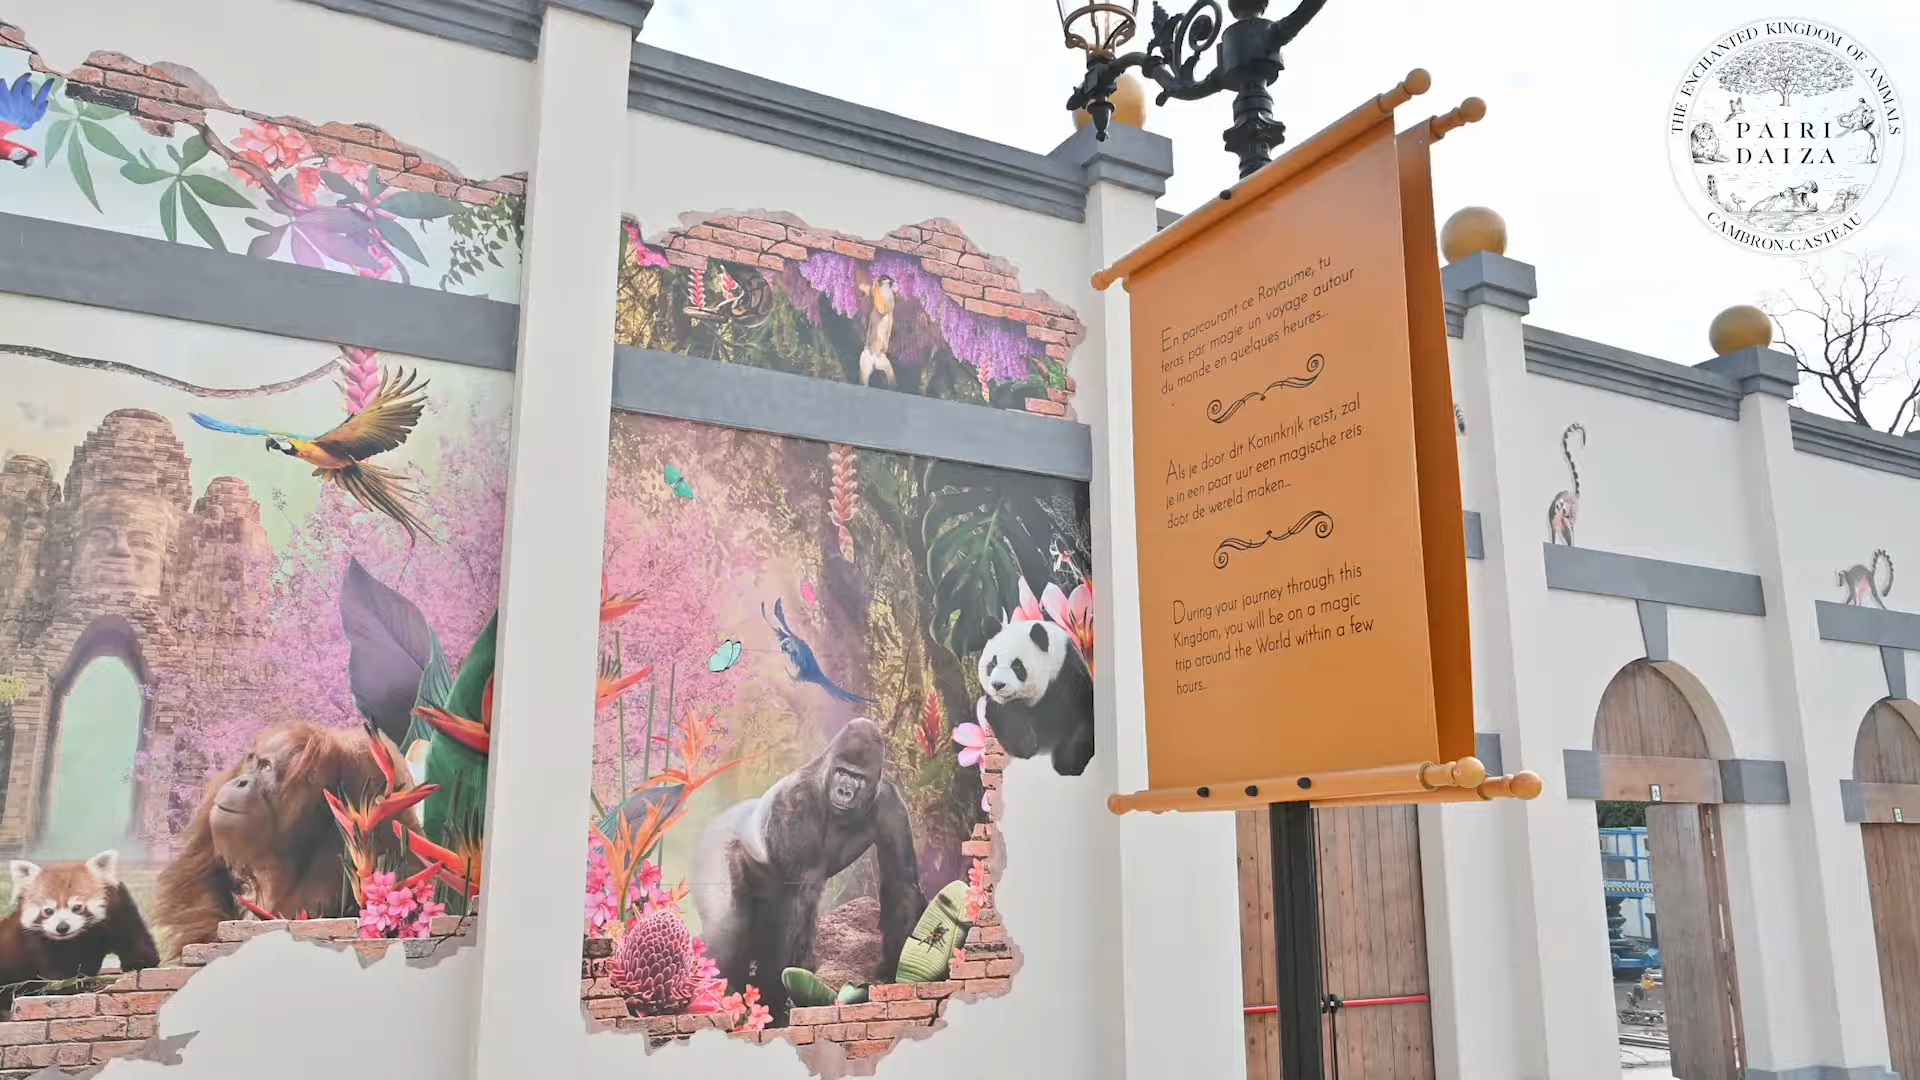 THE ENCHANTED KINGDOM OF ANIMALS
PAIRI
DAIZA
CAMBRON-CASTEAU
En parcourant ce Royaume, tu
feras par magie un voyage autour
du monde en quelques heures...
Als je door dit Koninkrijk reist, zal
je in een paar uur een magische reis
door de wereld maken...
During your journey through this
Kingdom, you will be on a magic
trip around the World within a few
hours...